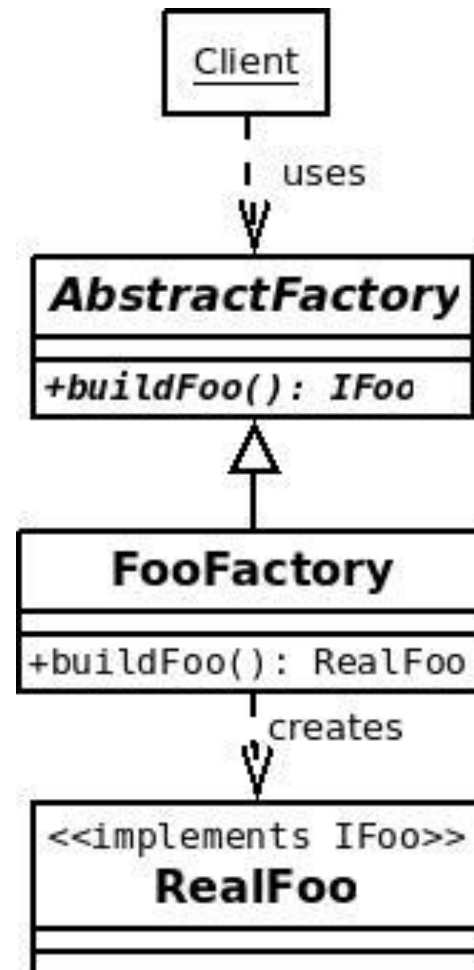 Client
uses
AbstractFactory
+buildFoo(): IFoo
FooFactory
+buildFoo(): RealFoo
creates
<<implements IFoo>>
RealFoo